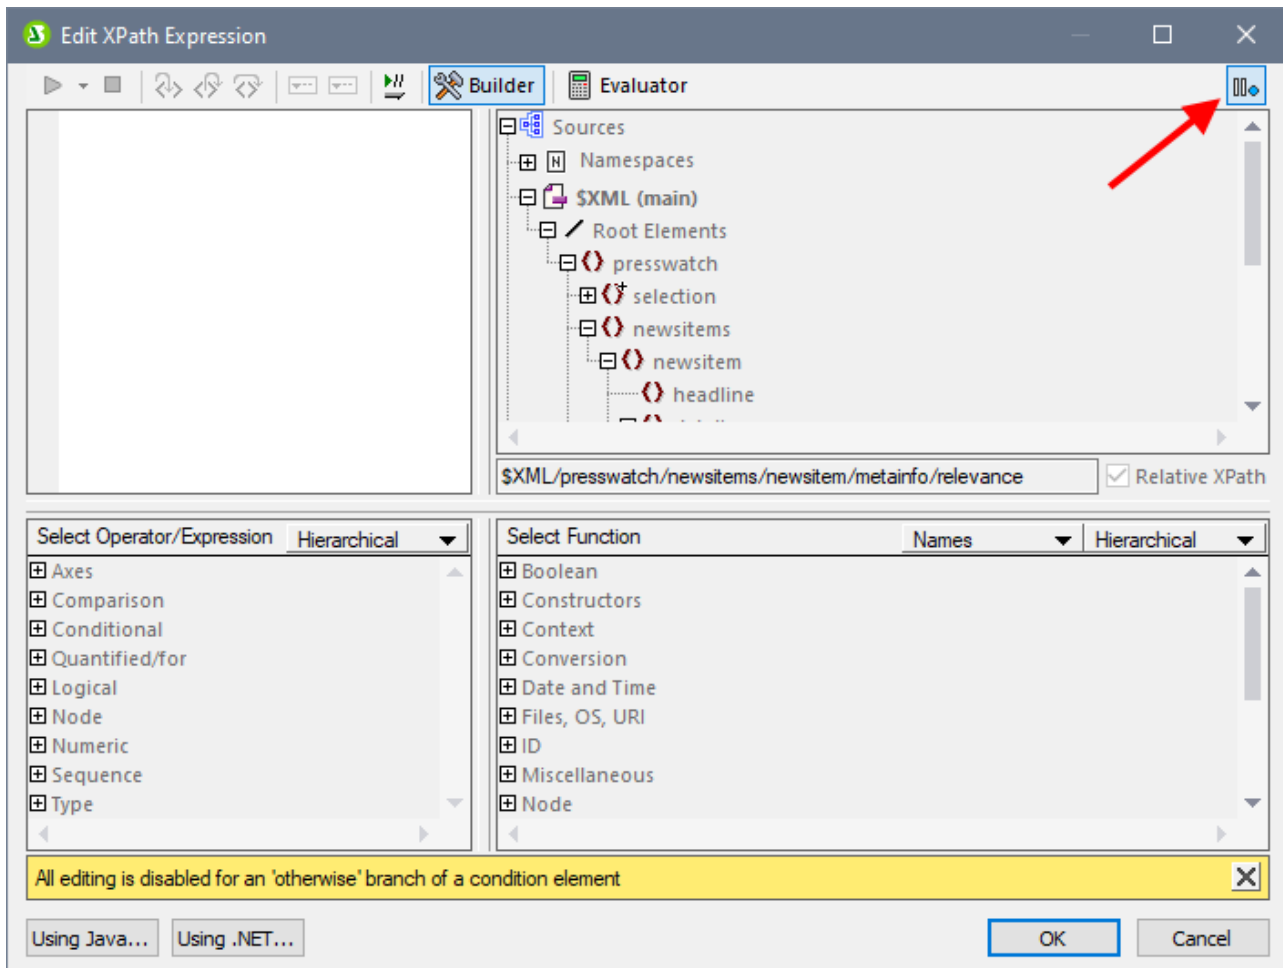 Edit XPath Expression
Builder
Evaluator
Sources
Namespaces
$XML (main)
Root Elements
presswatch
selection
newsitems
newsitem
headline
$XML/presswatch/newsitems/newsitem/metainfo/relevance
Relative XPath
Select Operator/Expression Hierarchical
Axes
Comparison
Conditional
Quantified/for
Logical
Node
Numeric
Sequence
Type
Select Function Names Hierarchical
Boolean
Constructors
Context
Conversion
Date and Time
Files, OS, URI
ID
Miscellaneous
Node
All editing is disabled for an 'otherwise' branch of a condition element
Using Java... Using .NET... OK Cancel